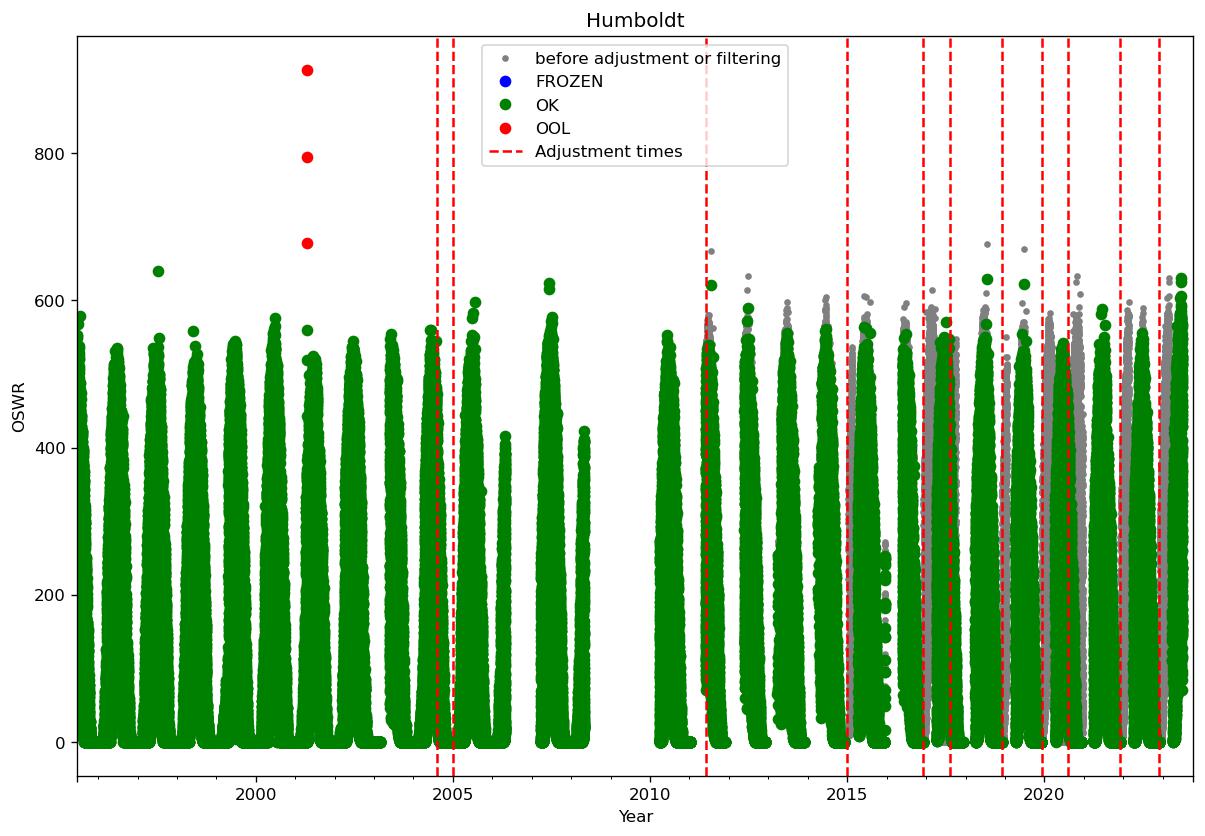 Humboldt
before adjustment or filtering
FROZEN
OK
OOL
Adjustment times
OSWR
800
600
400
200
0
2000 2005 2010 2015 2020
Year